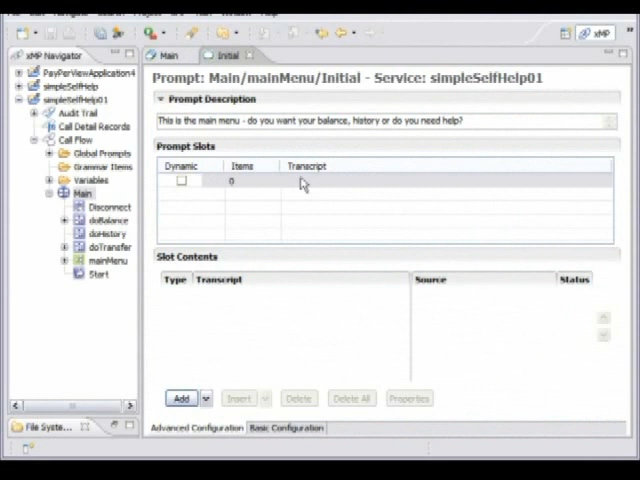 xMP
xMP Navigator
Main
Initial
PayPerViewApplication4
simpleSelfHelp
simpleSelfHelp01
Audit Trail
Call Detail Records
Call Flow
Global Prompts
Grammar Items
Variables
Main
Disconnect
doBalance
doHistory
doTransfer
mainMenu
Start
File Syste...
Prompt: Main/mainMenu/Initial - Service: simpleSelfHelp01
Prompt Description
This is the main menu - do you want your balance, history or do you need help?
Prompt Slots
Dynamic Items Transcript
0
Slot Contents
Type Transcript Source Status
Add Insert Delete Delete All Properties
Advanced Configuration Basic Configuration